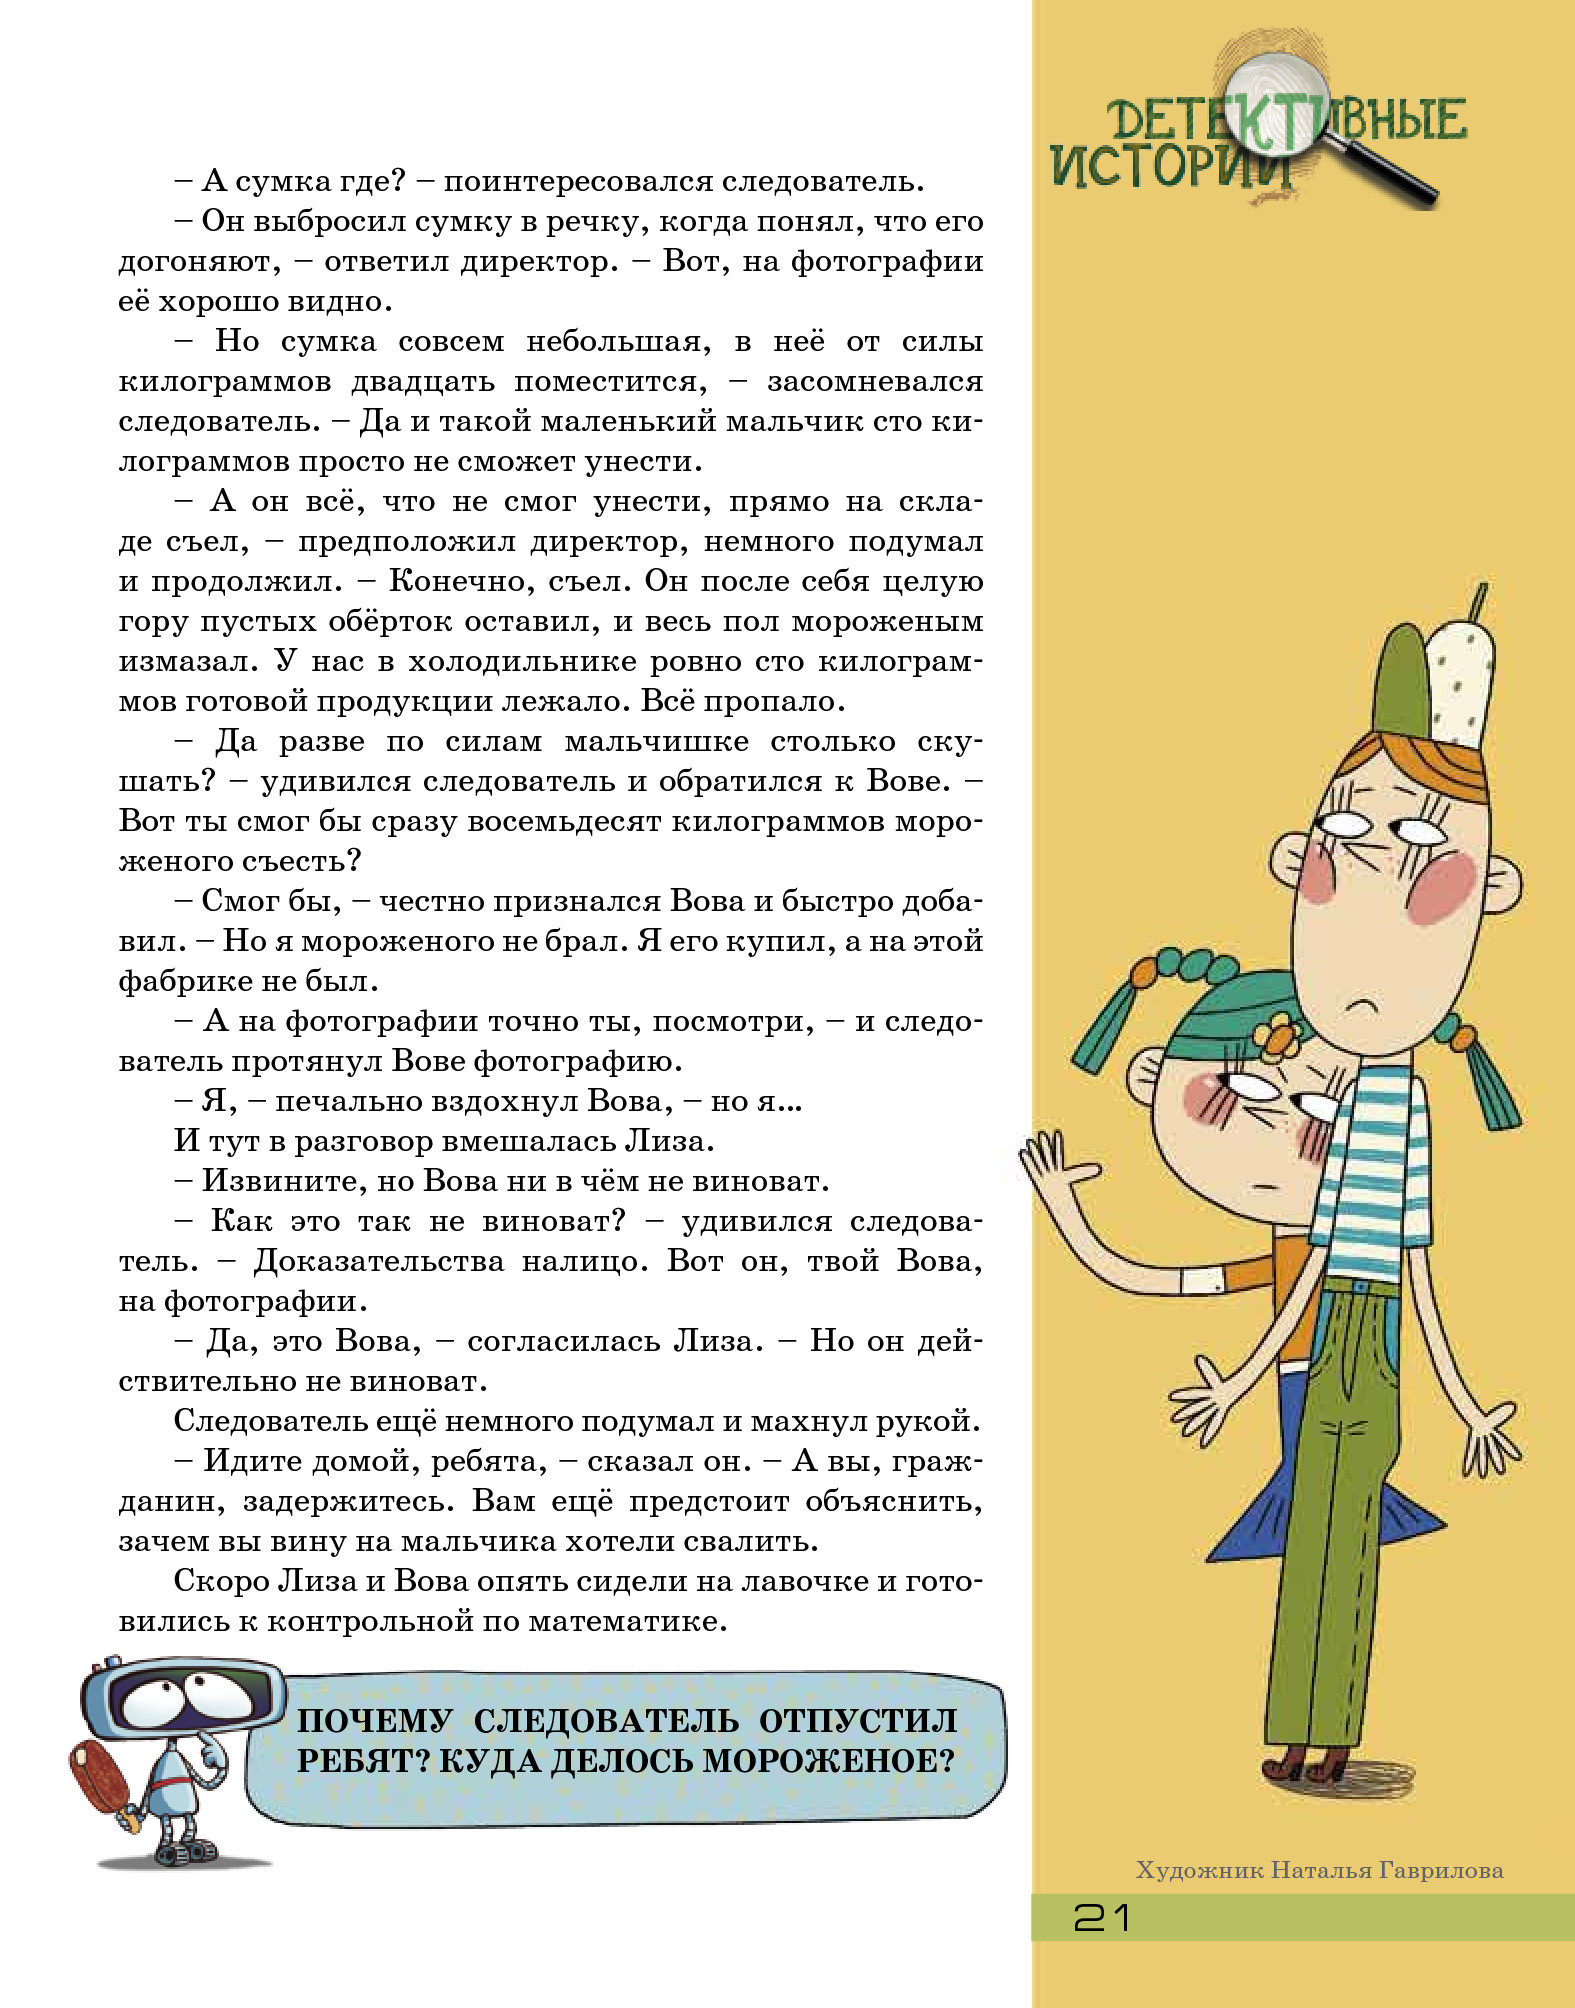 ДЕТЕКТИВНЫЕ
ИСТОРИИ
– А сумка где? – поинтересовался следователь.
– Он выбросил сумку в речку, когда понял, что его
догоняют, – ответил директор. – Вот, на фотографии
её хорошо видно.
– Но сумка совсем небольшая, в неё от силы
килограммов двадцать поместится, – засомневался
следователь. – Да и такой маленький мальчик сто ки-
лограммов просто не сможет унести.
– А он всё, что не смог унести, прямо на скла-
де съел, – предположил директор, немного подумал
и продолжил. – Конечно, съел. Он после себя целую
гору пустых обёрток оставил, и весь пол мороженым
измазал. У нас в холодильнике ровно сто килограм-
мов готовой продукции лежало. Всё пропало.
– Да разве по силам мальчишке столько ску-
шать? – удивился следователь и обратился к Вове. –
Вот ты смог бы сразу восемьдесят килограммов моро-
женого съесть?
– Смог бы, – честно признался Вова и быстро доба-
вил. – Но я мороженого не брал. Я его купил, а на этой
фабрике не был.
– А на фотографии точно ты, посмотри, – и следо-
ватель протянул Вове фотографию.
– Я, – печально вздохнул Вова, – но я...
И тут в разговор вмешалась Лиза.
– Извините, но Вова ни в чём не виноват.
– Как это так не виноват? – удивился следова-
тель. – Доказательства налицо. Вот он, твой Вова,
на фотографии.
– Да, это Вова, – согласилась Лиза. – Но он дей-
ствительно не виноват.
Следователь ещё немного подумал и махнул рукой.
– Идите домой, ребята, – сказал он. – А вы, граж-
данин, задержитесь. Вам ещё предстоит объяснить,
зачем вы вину на мальчика хотели свалить.
Скоро Лиза и Вова опять сидели на лавочке и гото-
вились к контрольной по математике.
ПОЧЕМУ СЛЕДОВАТЕЛЬ ОТПУСТИЛ
РЕБЯТ? КУДА ДЕЛОСЬ МОРОЖЕНОЕ?
Художник Наталья Гаврилова
21